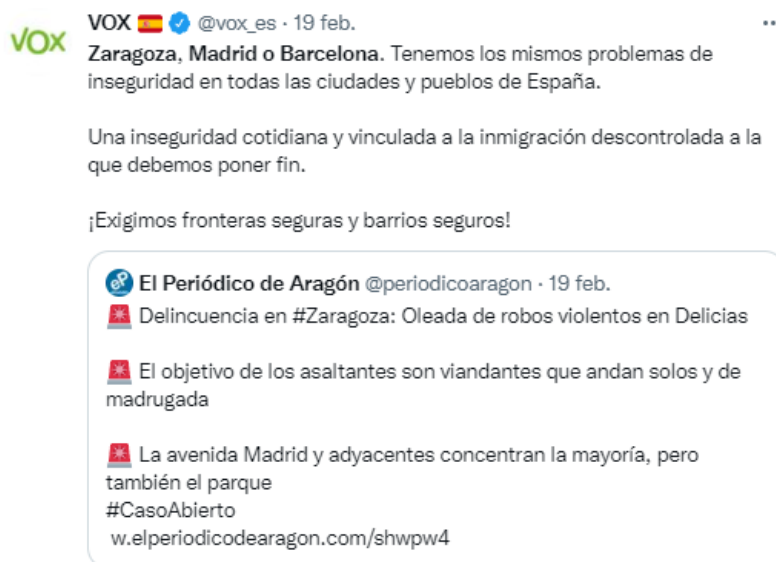 VOX
VOX 🇪🇸 @vox_es · 19 feb.
Zaragoza, Madrid o Barcelona. Tenemos los mismos problemas de
inseguridad en todas las ciudades y pueblos de España.
Una inseguridad cotidiana y vinculada a la inmigración descontrolada a la
que debemos poner fin.
¡Exigimos fronteras seguras y barrios seguros!
eP El Periódico de Aragón @periodicoaragon · 19 feb.
🚨 Delincuencia en #Zaragoza: Oleada de robos violentos en Delicias
🚨 El objetivo de los asaltantes son viandantes que andan solos y de
madrugada
🚨 La avenida Madrid y adyacentes concentran la mayoría, pero
también el parque
#CasoAbierto
w.elperiodicodearagon.com/shwpw4